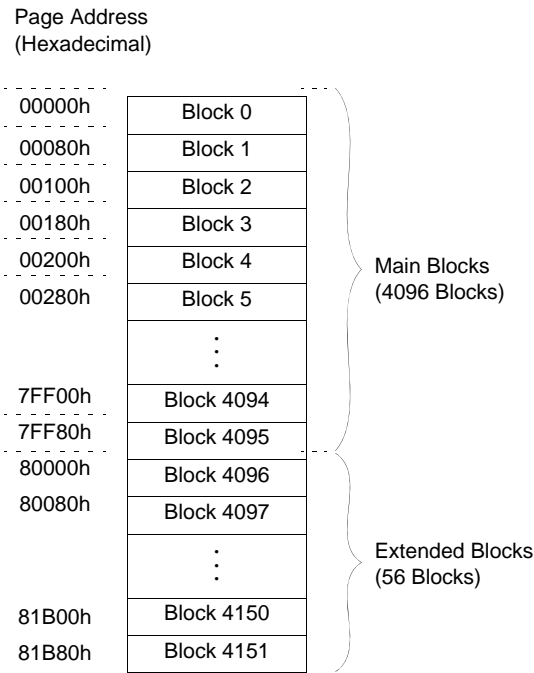 Page Address
(Hexadecimal)
00000h Block 0
00080h Block 1
00100h Block 2
00180h Block 3
00200h Block 4
00280h Block 5
Main Blocks
(4096 Blocks)
7FF00h Block 4094
7FF80h Block 4095
80000h Block 4096
80080h Block 4097
Extended Blocks
(56 Blocks)
81B00h Block 4150
81B80h Block 4151